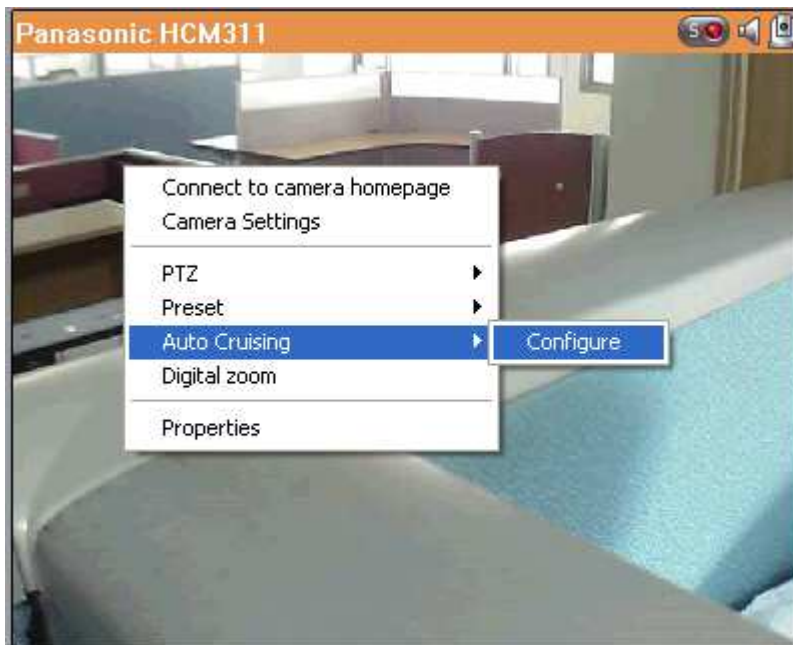 Panasonic HCM311
S
Connect to camera homepage
Camera Settings
PTZ
Preset
Auto Cruising
Configure
Digital zoom
Properties